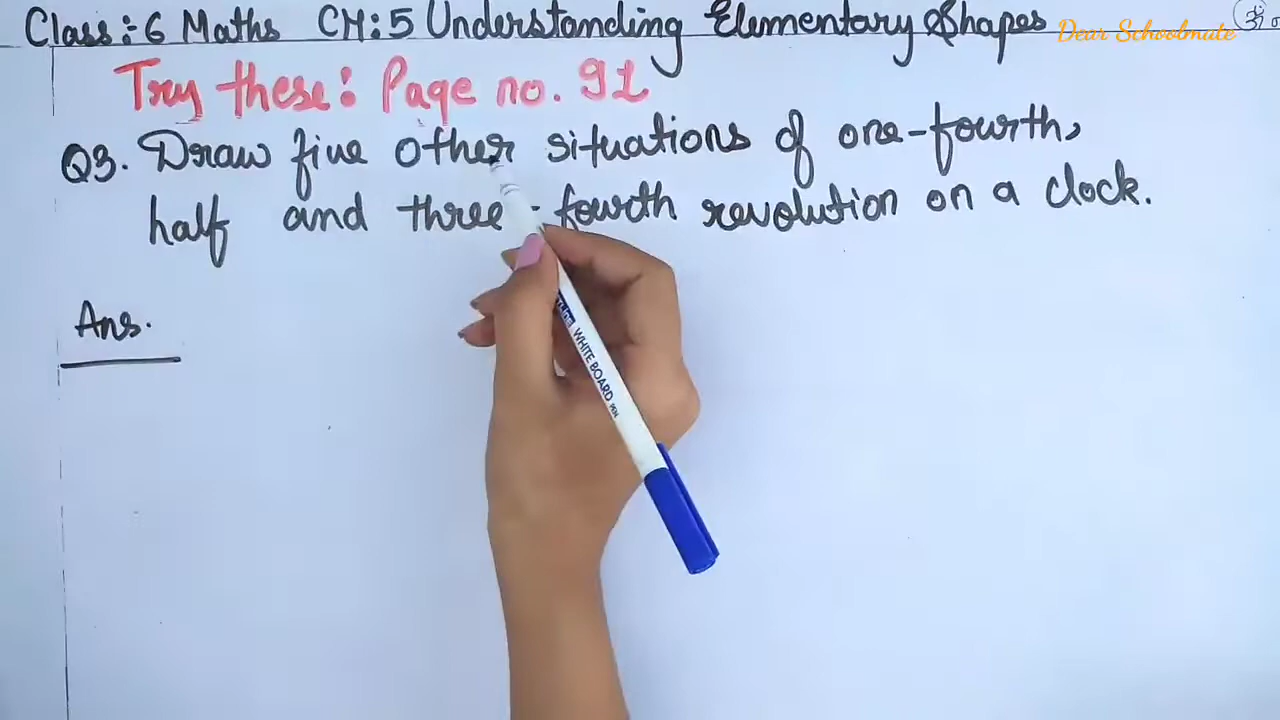 Class:- 6 Maths CH:5 Understanding Elementary Shapes
Dear Schoolmate
Try these: Page no. 91
Q3. Draw five other situations of one-fourth,
half and three-fourth revolution on a clock.
Ans.
WHITE BOARD PEN